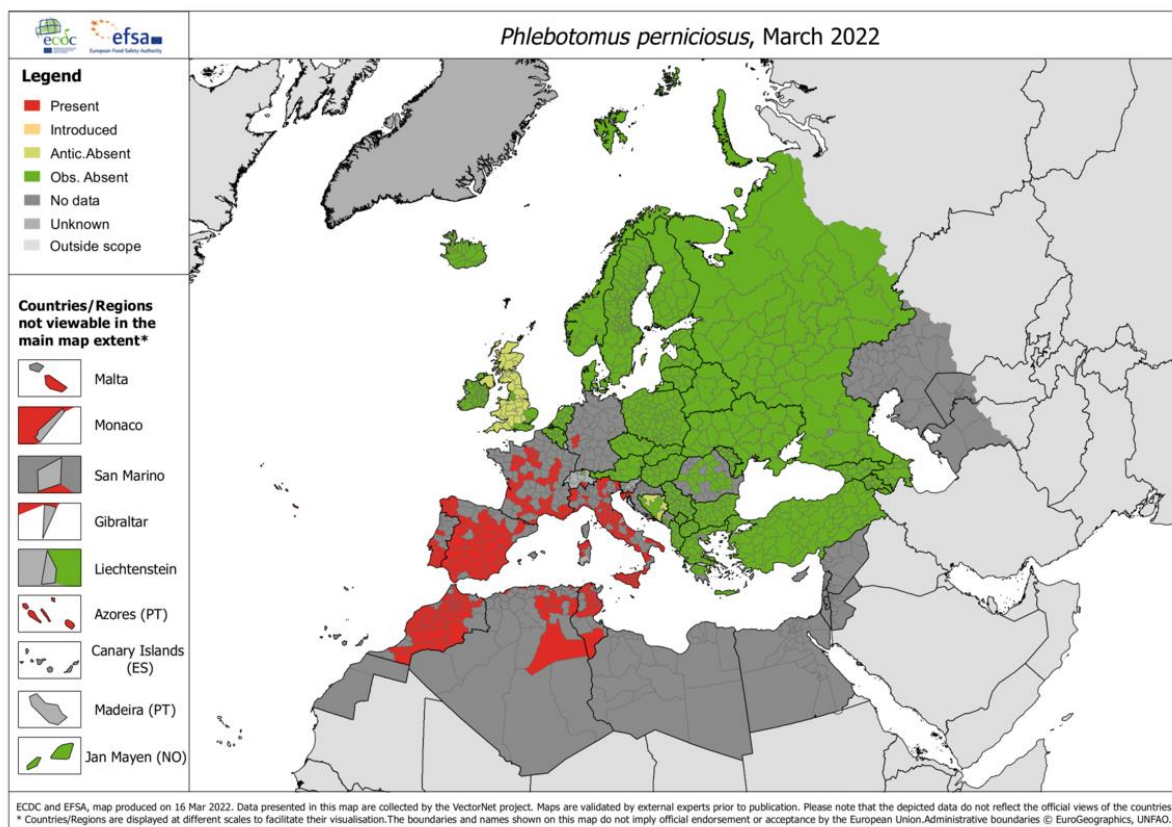 ecdc
efsa
European Food Safety Authority
Phlebotomus perniciosus, March 2022
Legend
Present
Introduced
Antic.Absent
Obs. Absent
No data
Unknown
Outside scope
Countries/Regions
not viewable in the
main map extent*
Malta
Monaco
San Marino
Gibraltar
Liechtenstein
Azores (PT)
Canary Islands
(ES)
Madeira (PT)
Jan Mayen (NO)
ECDC and EFSA, map produced on 16 Mar 2022. Data presented in this map are collected by the VectorNet project. Maps are validated by external experts prior to publication. Please note that the depicted data do not reflect the official views of the countries.
* Countries/Regions are displayed at different scales to facilitate their visualisation.The boundaries and names shown on this map do not imply official endorsement or acceptance by the European Union.Administrative boundaries © EuroGeographics, UNFAO.